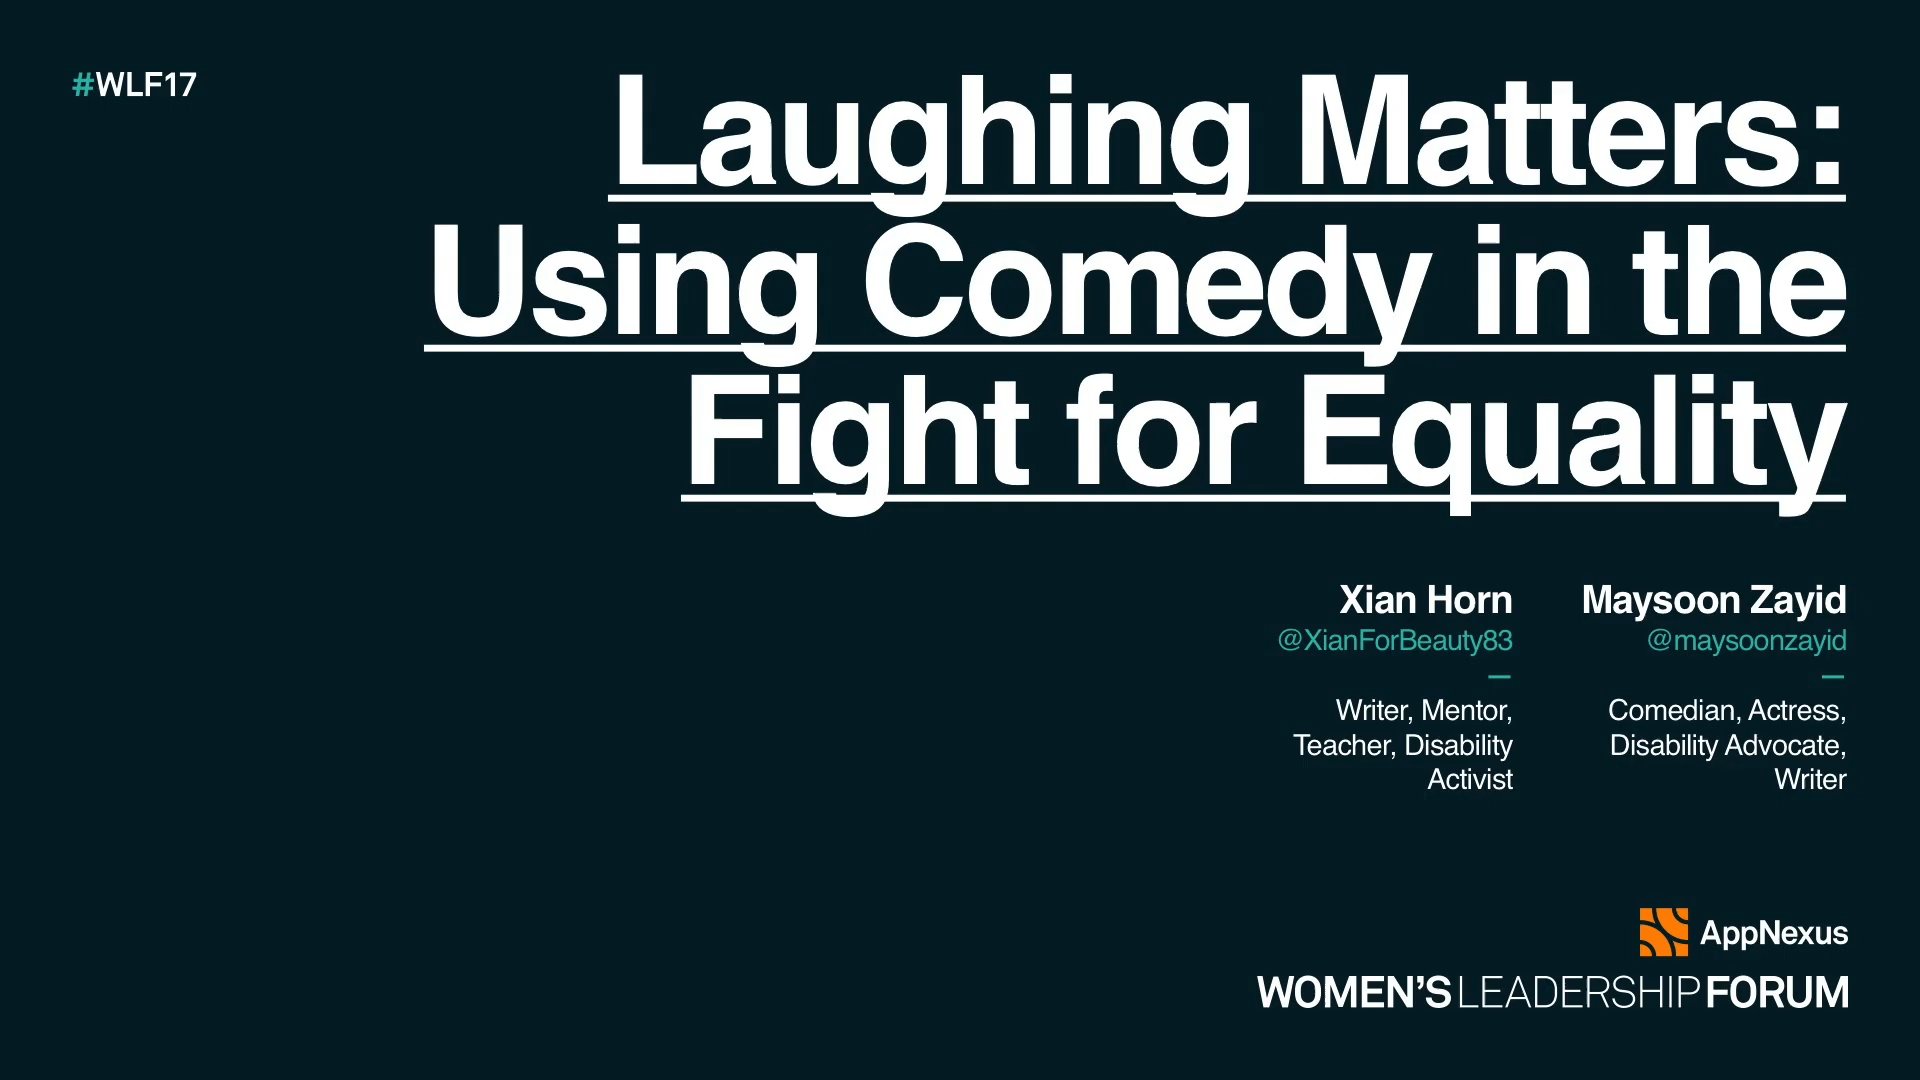 #WLF17
Laughing Matters:
Using Comedy in the
Fight for Equality
Xian Horn
@XianForBeauty83
Writer, Mentor,
Teacher, Disability
Activist
Maysoon Zayid
@maysoonzayid
Comedian, Actress,
Disability Advocate,
Writer
AppNexus
WOMEN'S LEADERSHIP FORUM